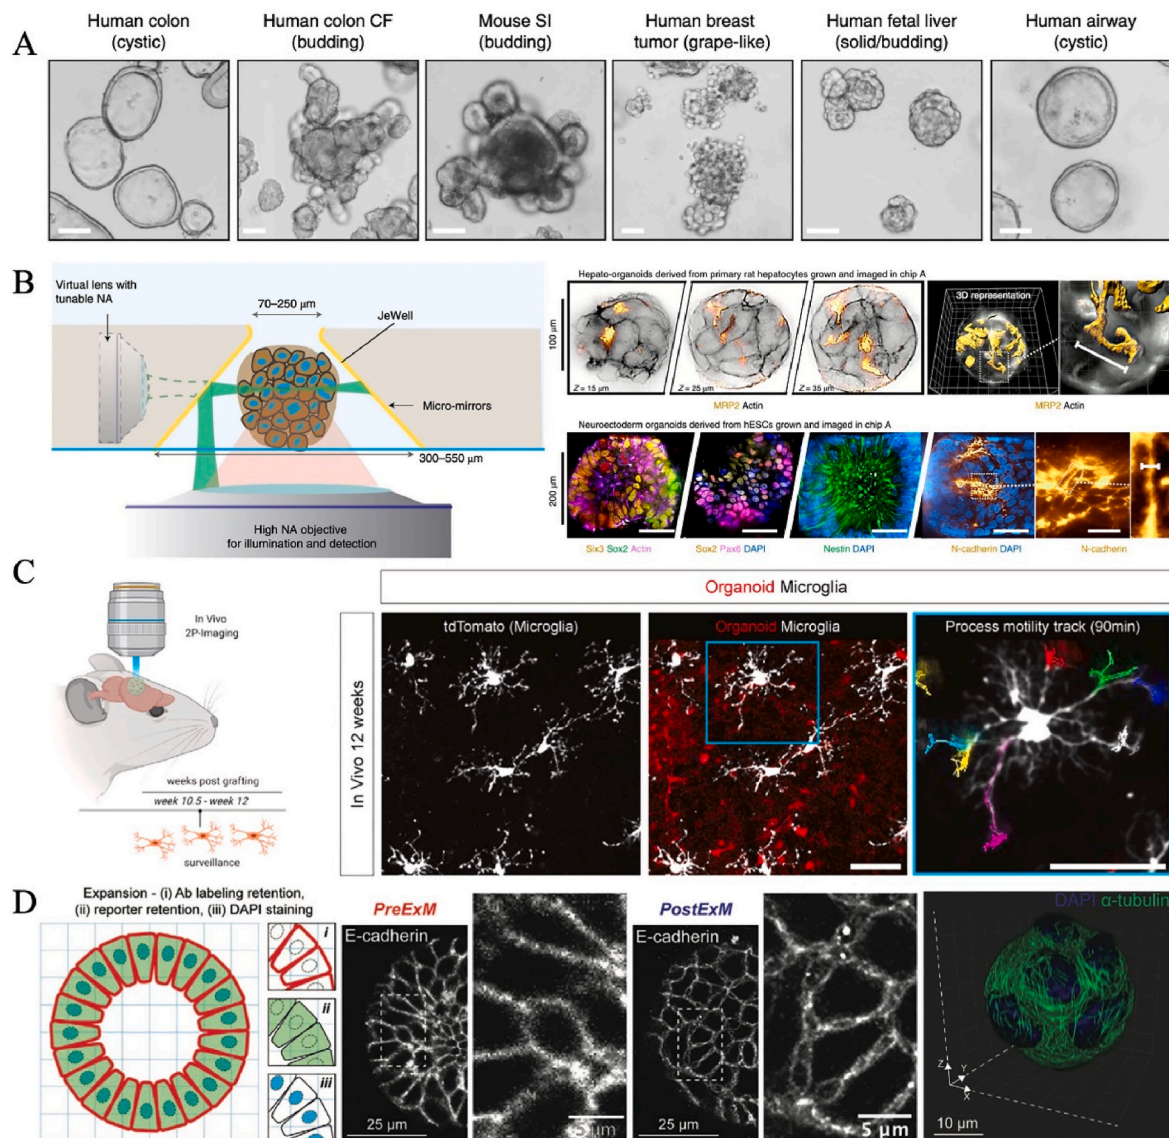 A
Human colon
(cystic)
Human colon CF
(budding)
Mouse SI
(budding)
Human breast
tumor (grape-like)
Human fetal liver
(solid/budding)
Human airway
(cystic)
B
Virtual lens with
tunable NA
70–250 µm
JeWell
Micro-mirrors
300–550 µm
High NA objective
for illumination and detection
Hepato-organoids derived from primary rat hepatocytes grown and imaged in chip A
100 µm
Z = 15 µm
Z = 25 µm
Z = 35 µm
3D representation
MRP2 Actin
MRP2 Actin
Neuroectoderm organoids derived from hESCs grown and imaged in chip A
200 µm
Six3 Sox2 Actin
Sox2 Pax6 DAPI
Nestin DAPI
N-cadherin DAPI
N-cadherin
C
In Vivo
2P-Imaging
weeks post grafting
week 10.5 - week 12
surveillance
Organoid Microglia
In Vivo 12 weeks
tdTomato (Microglia)
Organoid Microglia
Process motility track (90min)
D
Expansion - (i) Ab labeling retention,
(ii) reporter retention, (iii) DAPI staining
i
ii
iii
PreExM
E-cadherin
25 µm
5 µm
PostExM
E-cadherin
25 µm
5 µm
DAPI α-tubulin
Z
Y
X
10 µm